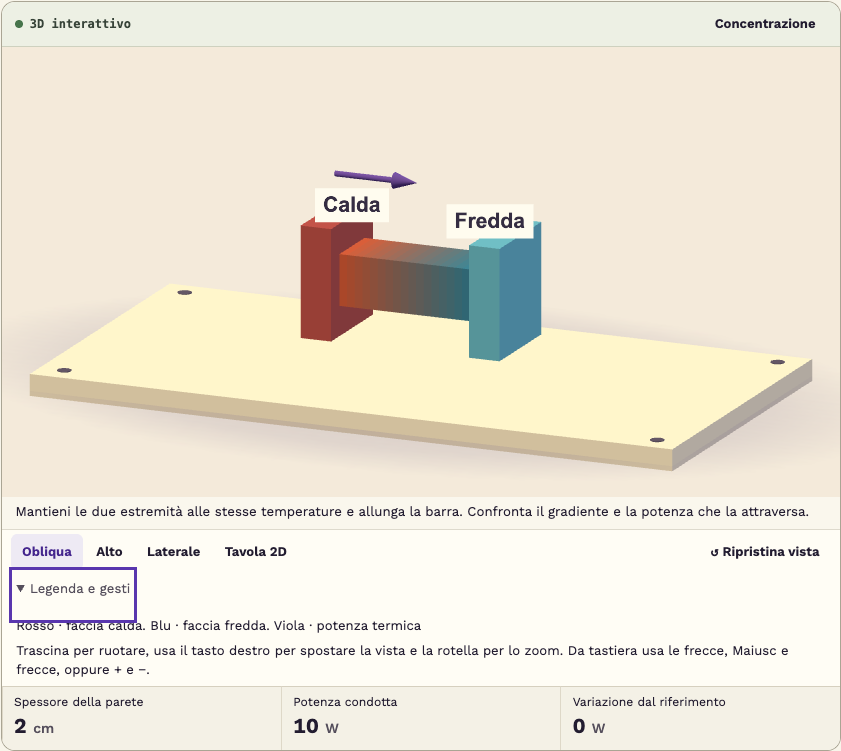 3D interattivo
Concentrazione
Calda
Fredda
Mantieni le due estremità alle stesse temperature e allunga la barra. Confronta il gradiente e la potenza che la attraversa.
Obliqua Alto Laterale Tavola 2D
↺ Ripristina vista
▼ Legenda e gesti
Rosso · faccia calda. Blu · faccia fredda. Viola · potenza termica
Trascina per ruotare, usa il tasto destro per spostare la vista e la rotella per lo zoom. Da tastiera usa le frecce, Maiusc e
frecce, oppure + e −.
Spessore della parete
2 cm
Potenza condotta
10 W
Variazione dal riferimento
0 W